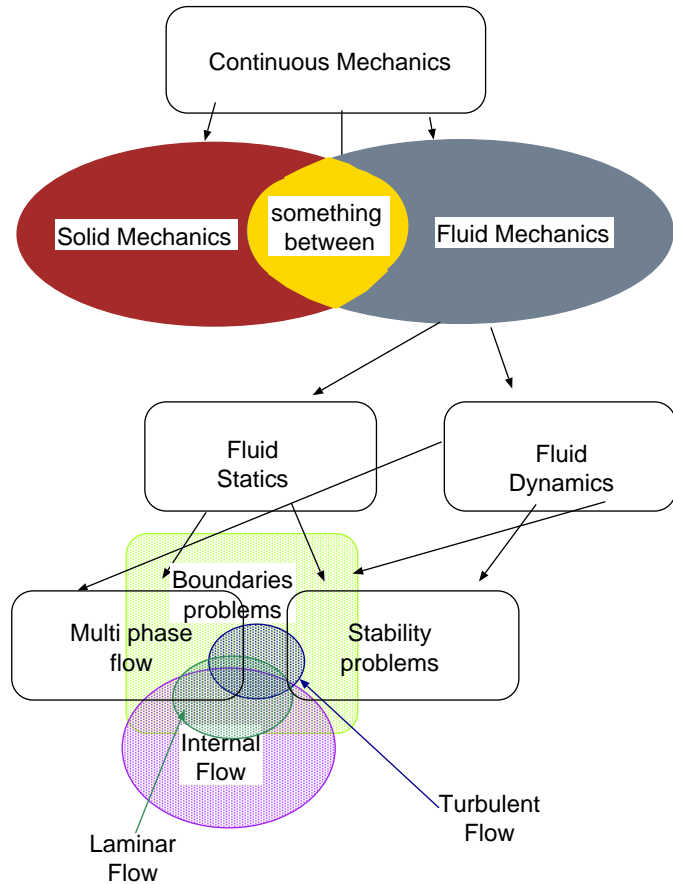 Continuous Mechanics
something
between
Solid Mechanics
Fluid Mechanics
Fluid
Statics
Fluid
Dynamics
Boundaries
problems
Multi phase
flow
Stability
problems
Internal
Flow
Turbulent
Flow
Laminar
Flow